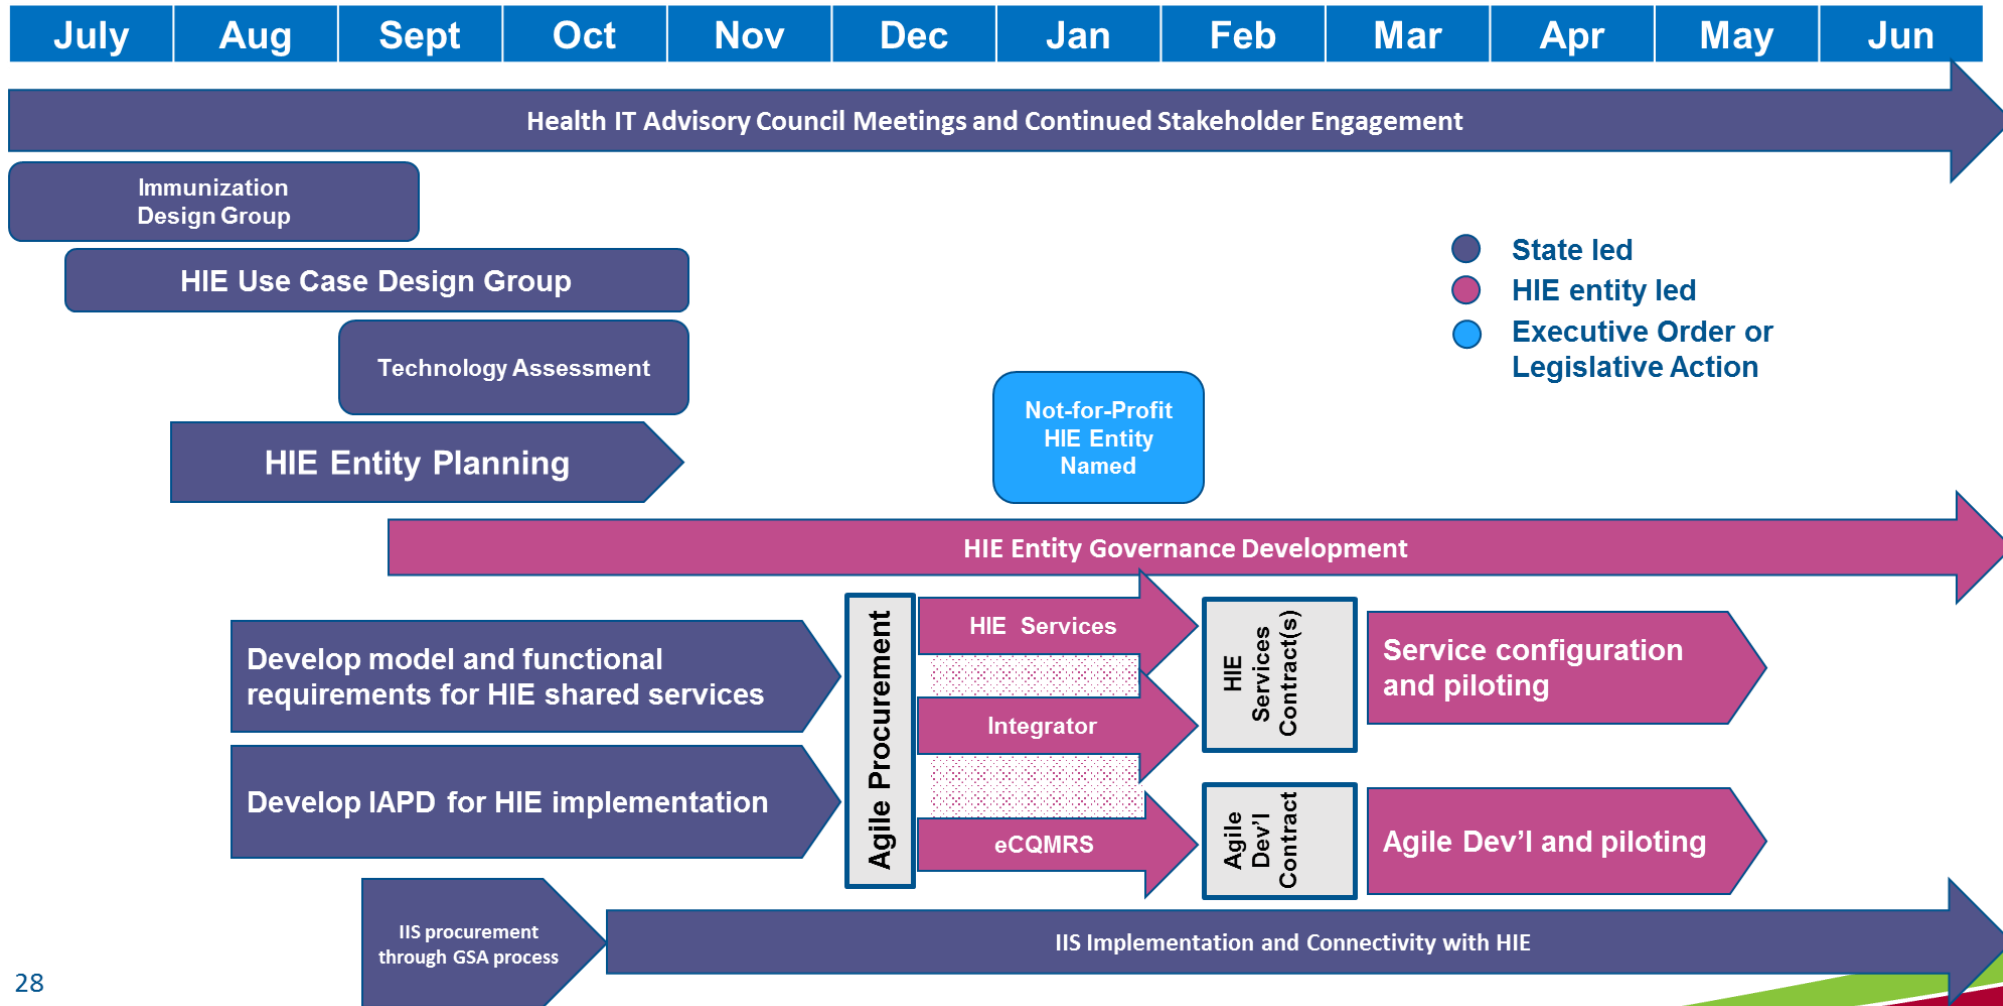 July Aug Sept Oct Nov Dec Jan Feb Mar Apr May Jun
Health IT Advisory Council Meetings and Continued Stakeholder Engagement
Immunization
Design Group
HIE Use Case Design Group
State led
HIE entity led
Executive Order or
Legislative Action
Technology Assessment
Not-for-Profit
HIE Entity
Named
HIE Entity Planning
HIE Entity Governance Development
Develop model and functional
requirements for HIE shared services
Develop IAPD for HIE implementation
Agile Procurement
HIE Services
Integrator
eCQMRS
HIE
Services
Contract(s)
Agile
Dev'l
Contract
Service configuration
and piloting
Agile Dev'l and piloting
IIS procurement
through GSA process
IIS Implementation and Connectivity with HIE
28